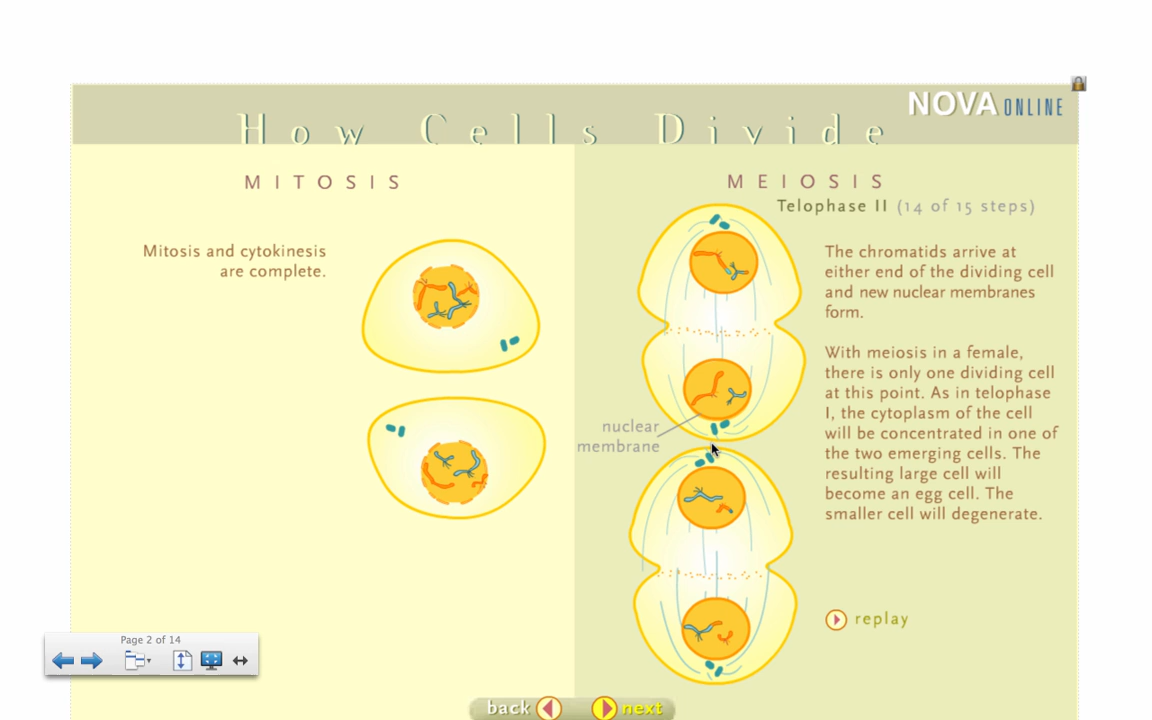 NOVA ONLINE
How Cells Divide
MITOSIS
Mitosis and cytokinesis
are complete.
MEIOSIS
Telophase II (14 of 15 steps)
The chromatids arrive at
either end of the dividing cell
and new nuclear membranes
form.
With meiosis in a female,
there is only one dividing cell
at this point. As in telophase
I, the cytoplasm of the cell
will be concentrated in one of
the two emerging cells. The
resulting large cell will
become an egg cell. The
smaller cell will degenerate.
nuclear
membrane
replay
Page 2 of 14
back
next